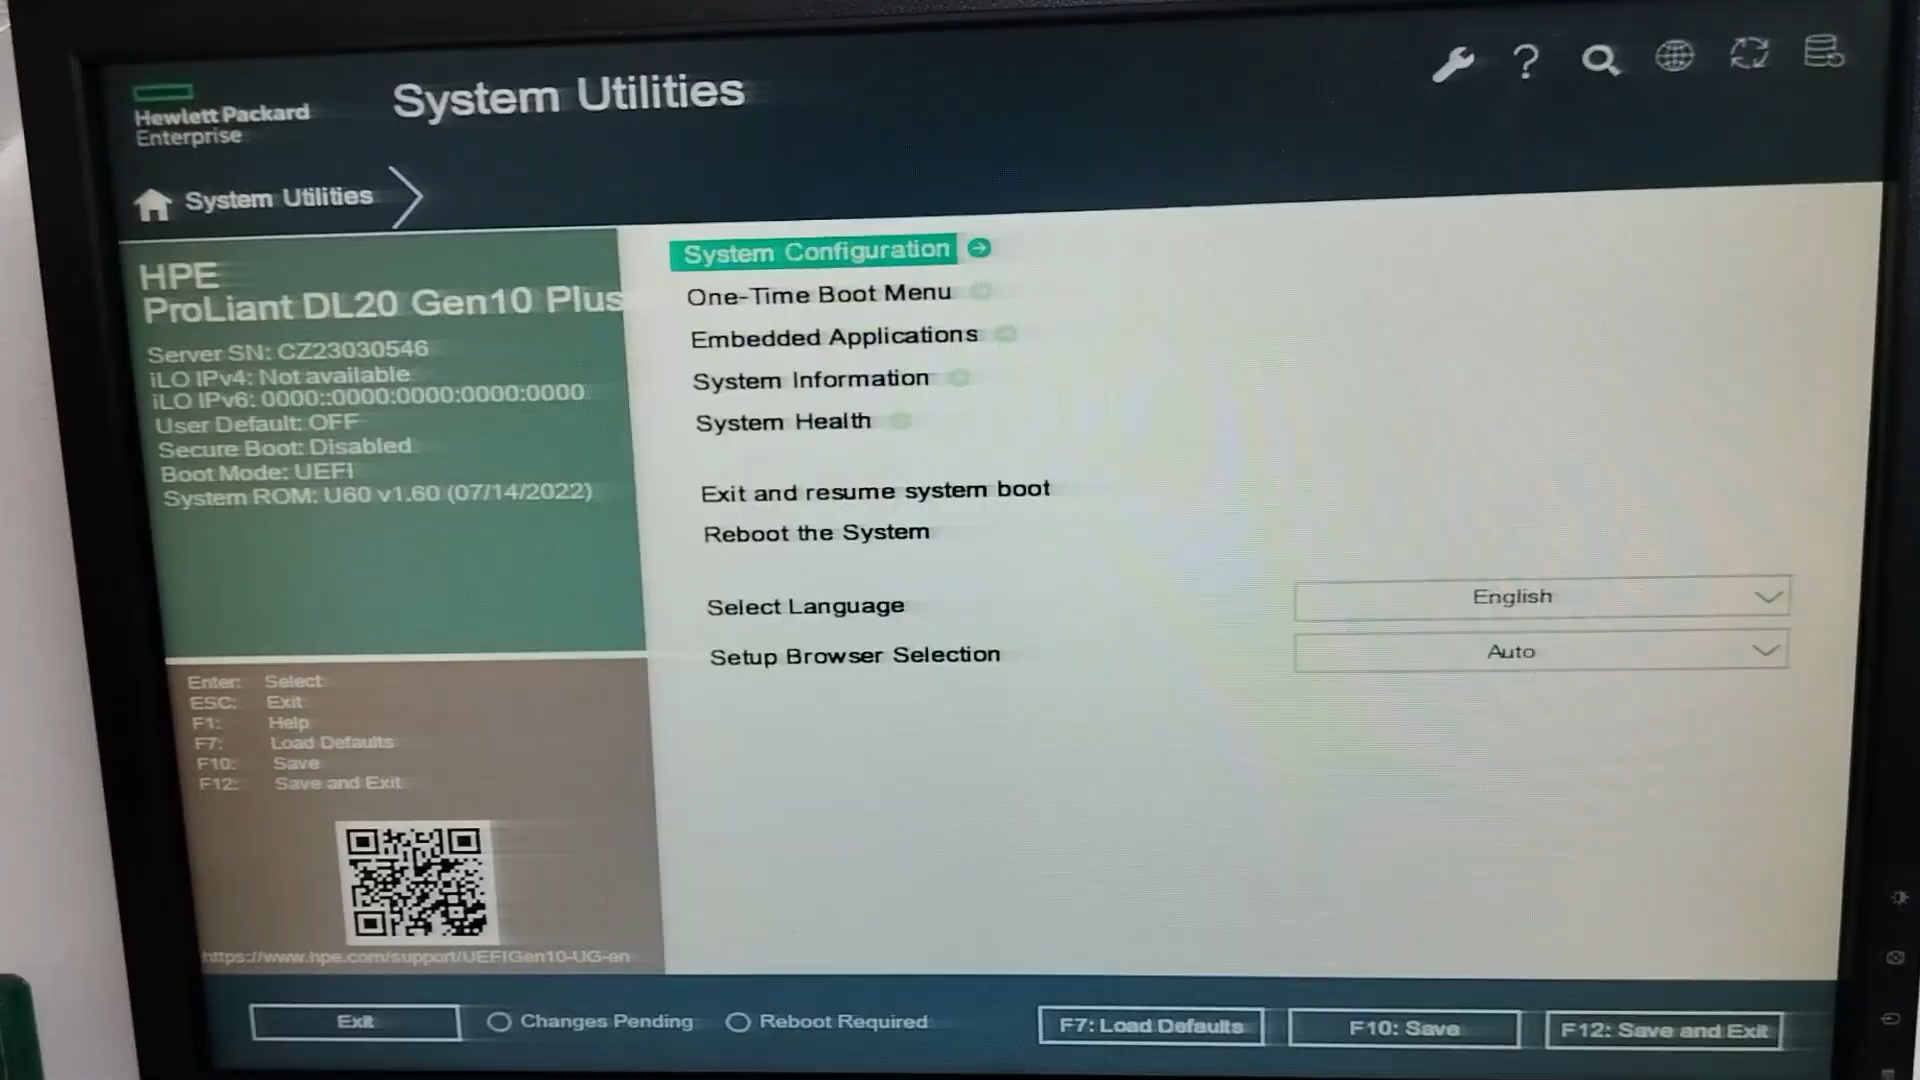 Hewlett Packard
Enterprise
System Utilities
?
System Utilities
HPE
ProLiant DL20 Gen10 Plus
Server SN: CZ23030546
iLO IPv4: Not available
iLO IPv6: 0000::0000:0000:0000:0000
User Default: OFF
Secure Boot: Disabled
Boot Mode: UEFI
System ROM: U60 v1.60 (07/14/2022)
Enter: Select
ESC: Exit
F1: Help
F7: Load Defaults
F10: Save
F12: Save and Exit
https://www.hpe.com/support/UEFIGen10-UG-en
System Configuration
One-Time Boot Menu
Embedded Applications
System Information
System Health
Exit and resume system boot
Reboot the System
Select Language English
Setup Browser Selection Auto
Exit Changes Pending Reboot Required F7: Load Defaults F10: Save F12: Save and Exit